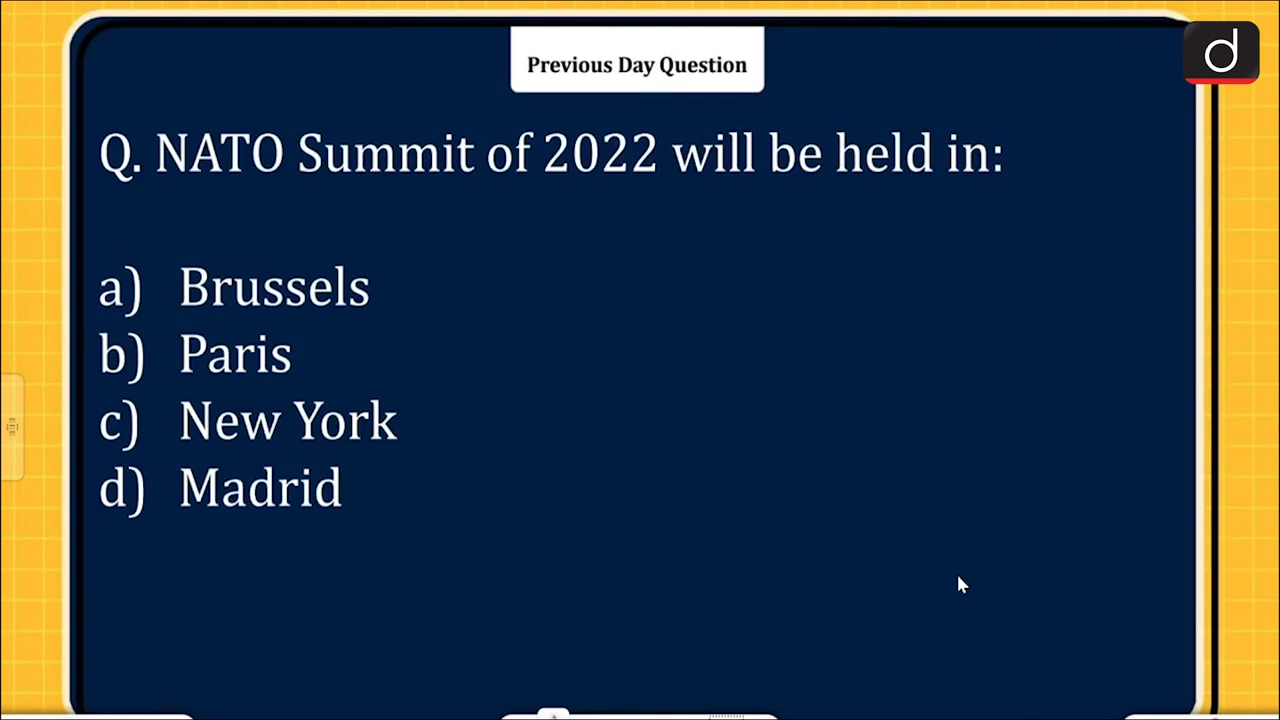 Previous Day Question
d
Q. NATO Summit of 2022 will be held in:
a) Brussels
b) Paris
c) New York
d) Madrid